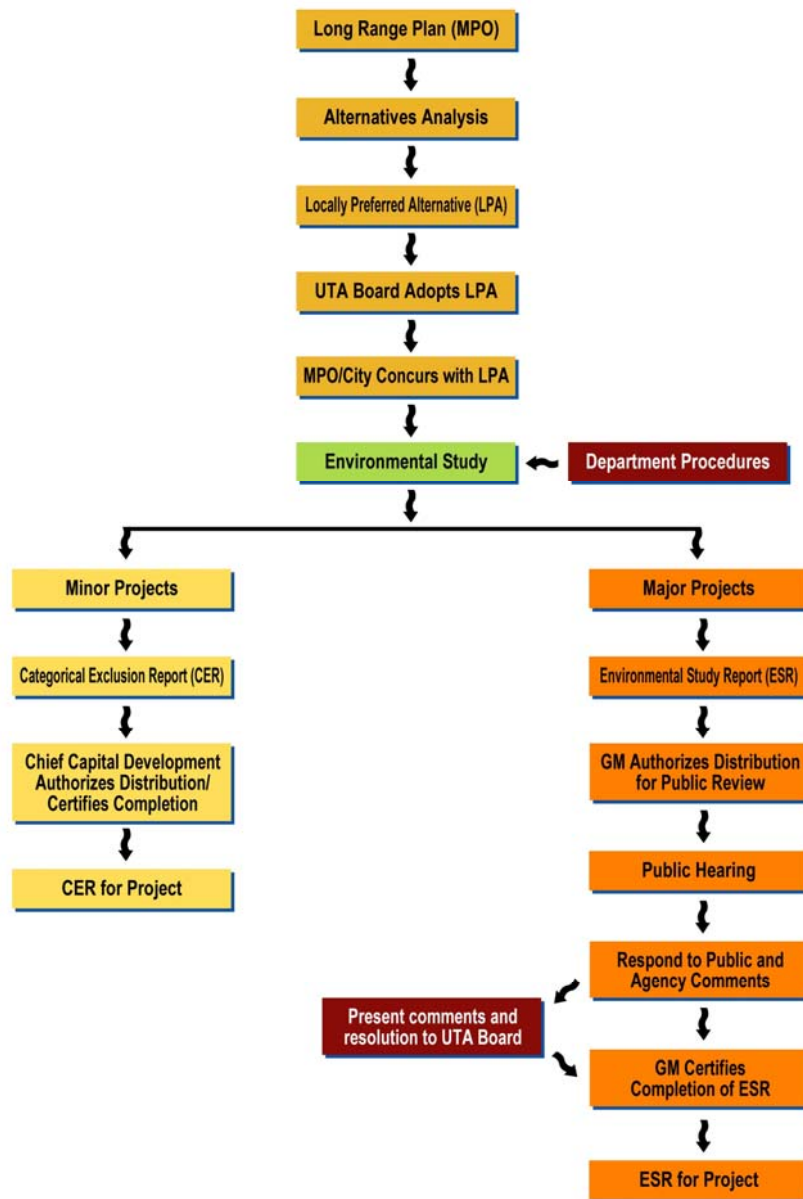 Long Range Plan (MPO)
Alternatives Analysis
Locally Preferred Alternative (LPA)
UTA Board Adopts LPA
MPO/City Concurs with LPA
Environmental Study
Department Procedures
Minor Projects
Categorical Exclusion Report (CER)
Chief Capital Development
Authorizes Distribution/
Certifies Completion
CER for Project
Major Projects
Environmental Study Report (ESR)
GM Authorizes Distribution
for Public Review
Public Hearing
Respond to Public and
Agency Comments
Present comments and
resolution to UTA Board
GM Certifies
Completion of ESR
ESR for Project